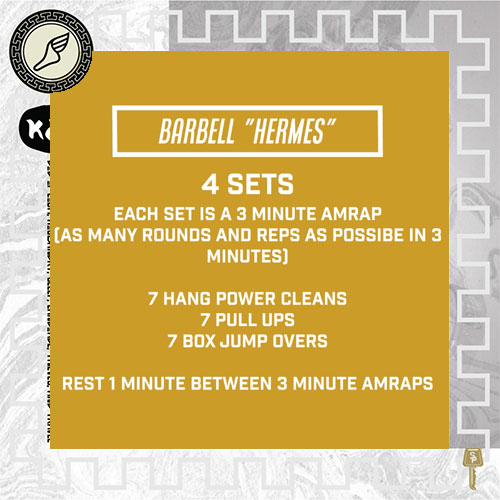 BARBELL "HERMES"
4 SETS
EACH SET IS A 3 MINUTE AMRAP
(AS MANY ROUNDS AND REPS AS POSSIBE IN 3
MINUTES)
7 HANG POWER CLEANS
7 PULL UPS
7 BOX JUMP OVERS
REST 1 MINUTE BETWEEN 3 MINUTE AMRAPS